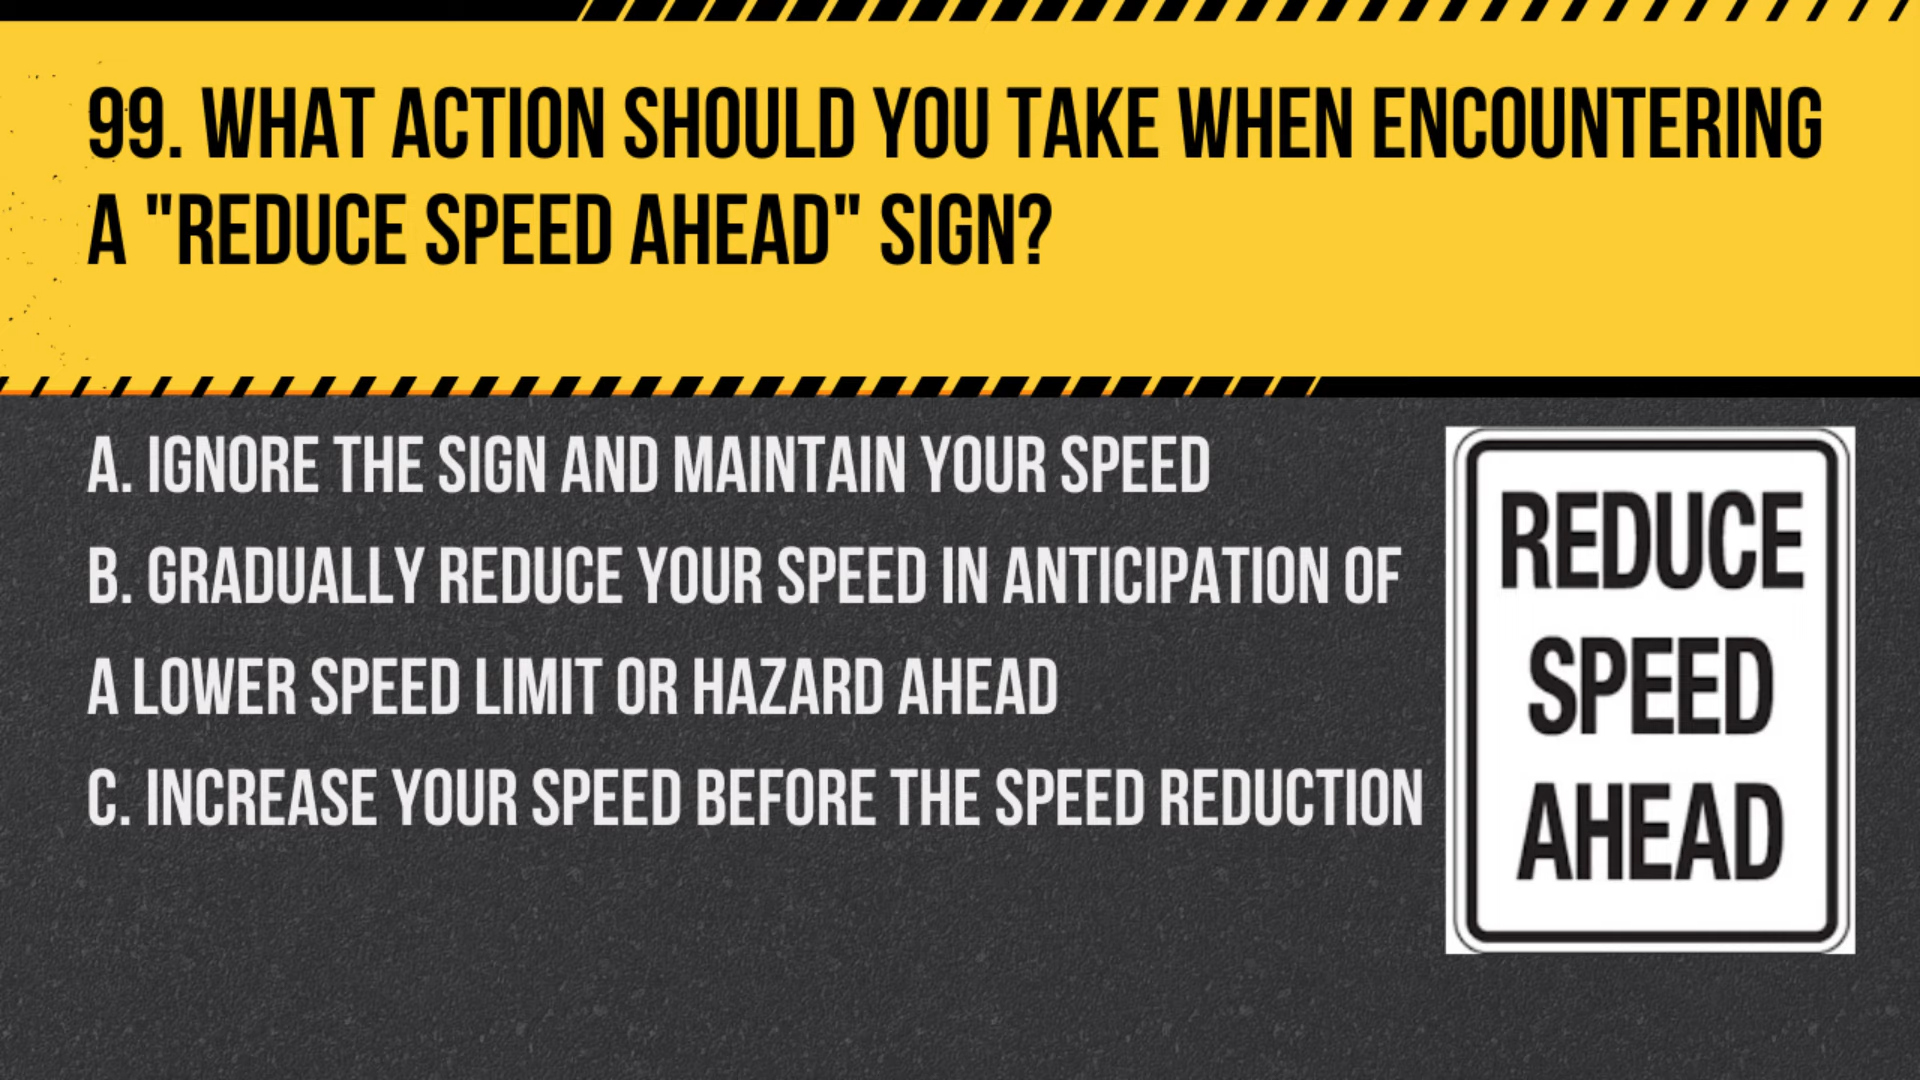 99. WHAT ACTION SHOULD YOU TAKE WHEN ENCOUNTERING
A "REDUCE SPEED AHEAD" SIGN?
A. IGNORE THE SIGN AND MAINTAIN YOUR SPEED
B. GRADUALLY REDUCE YOUR SPEED IN ANTICIPATION OF
A LOWER SPEED LIMIT OR HAZARD AHEAD
C. INCREASE YOUR SPEED BEFORE THE SPEED REDUCTION
REDUCE
SPEED
AHEAD